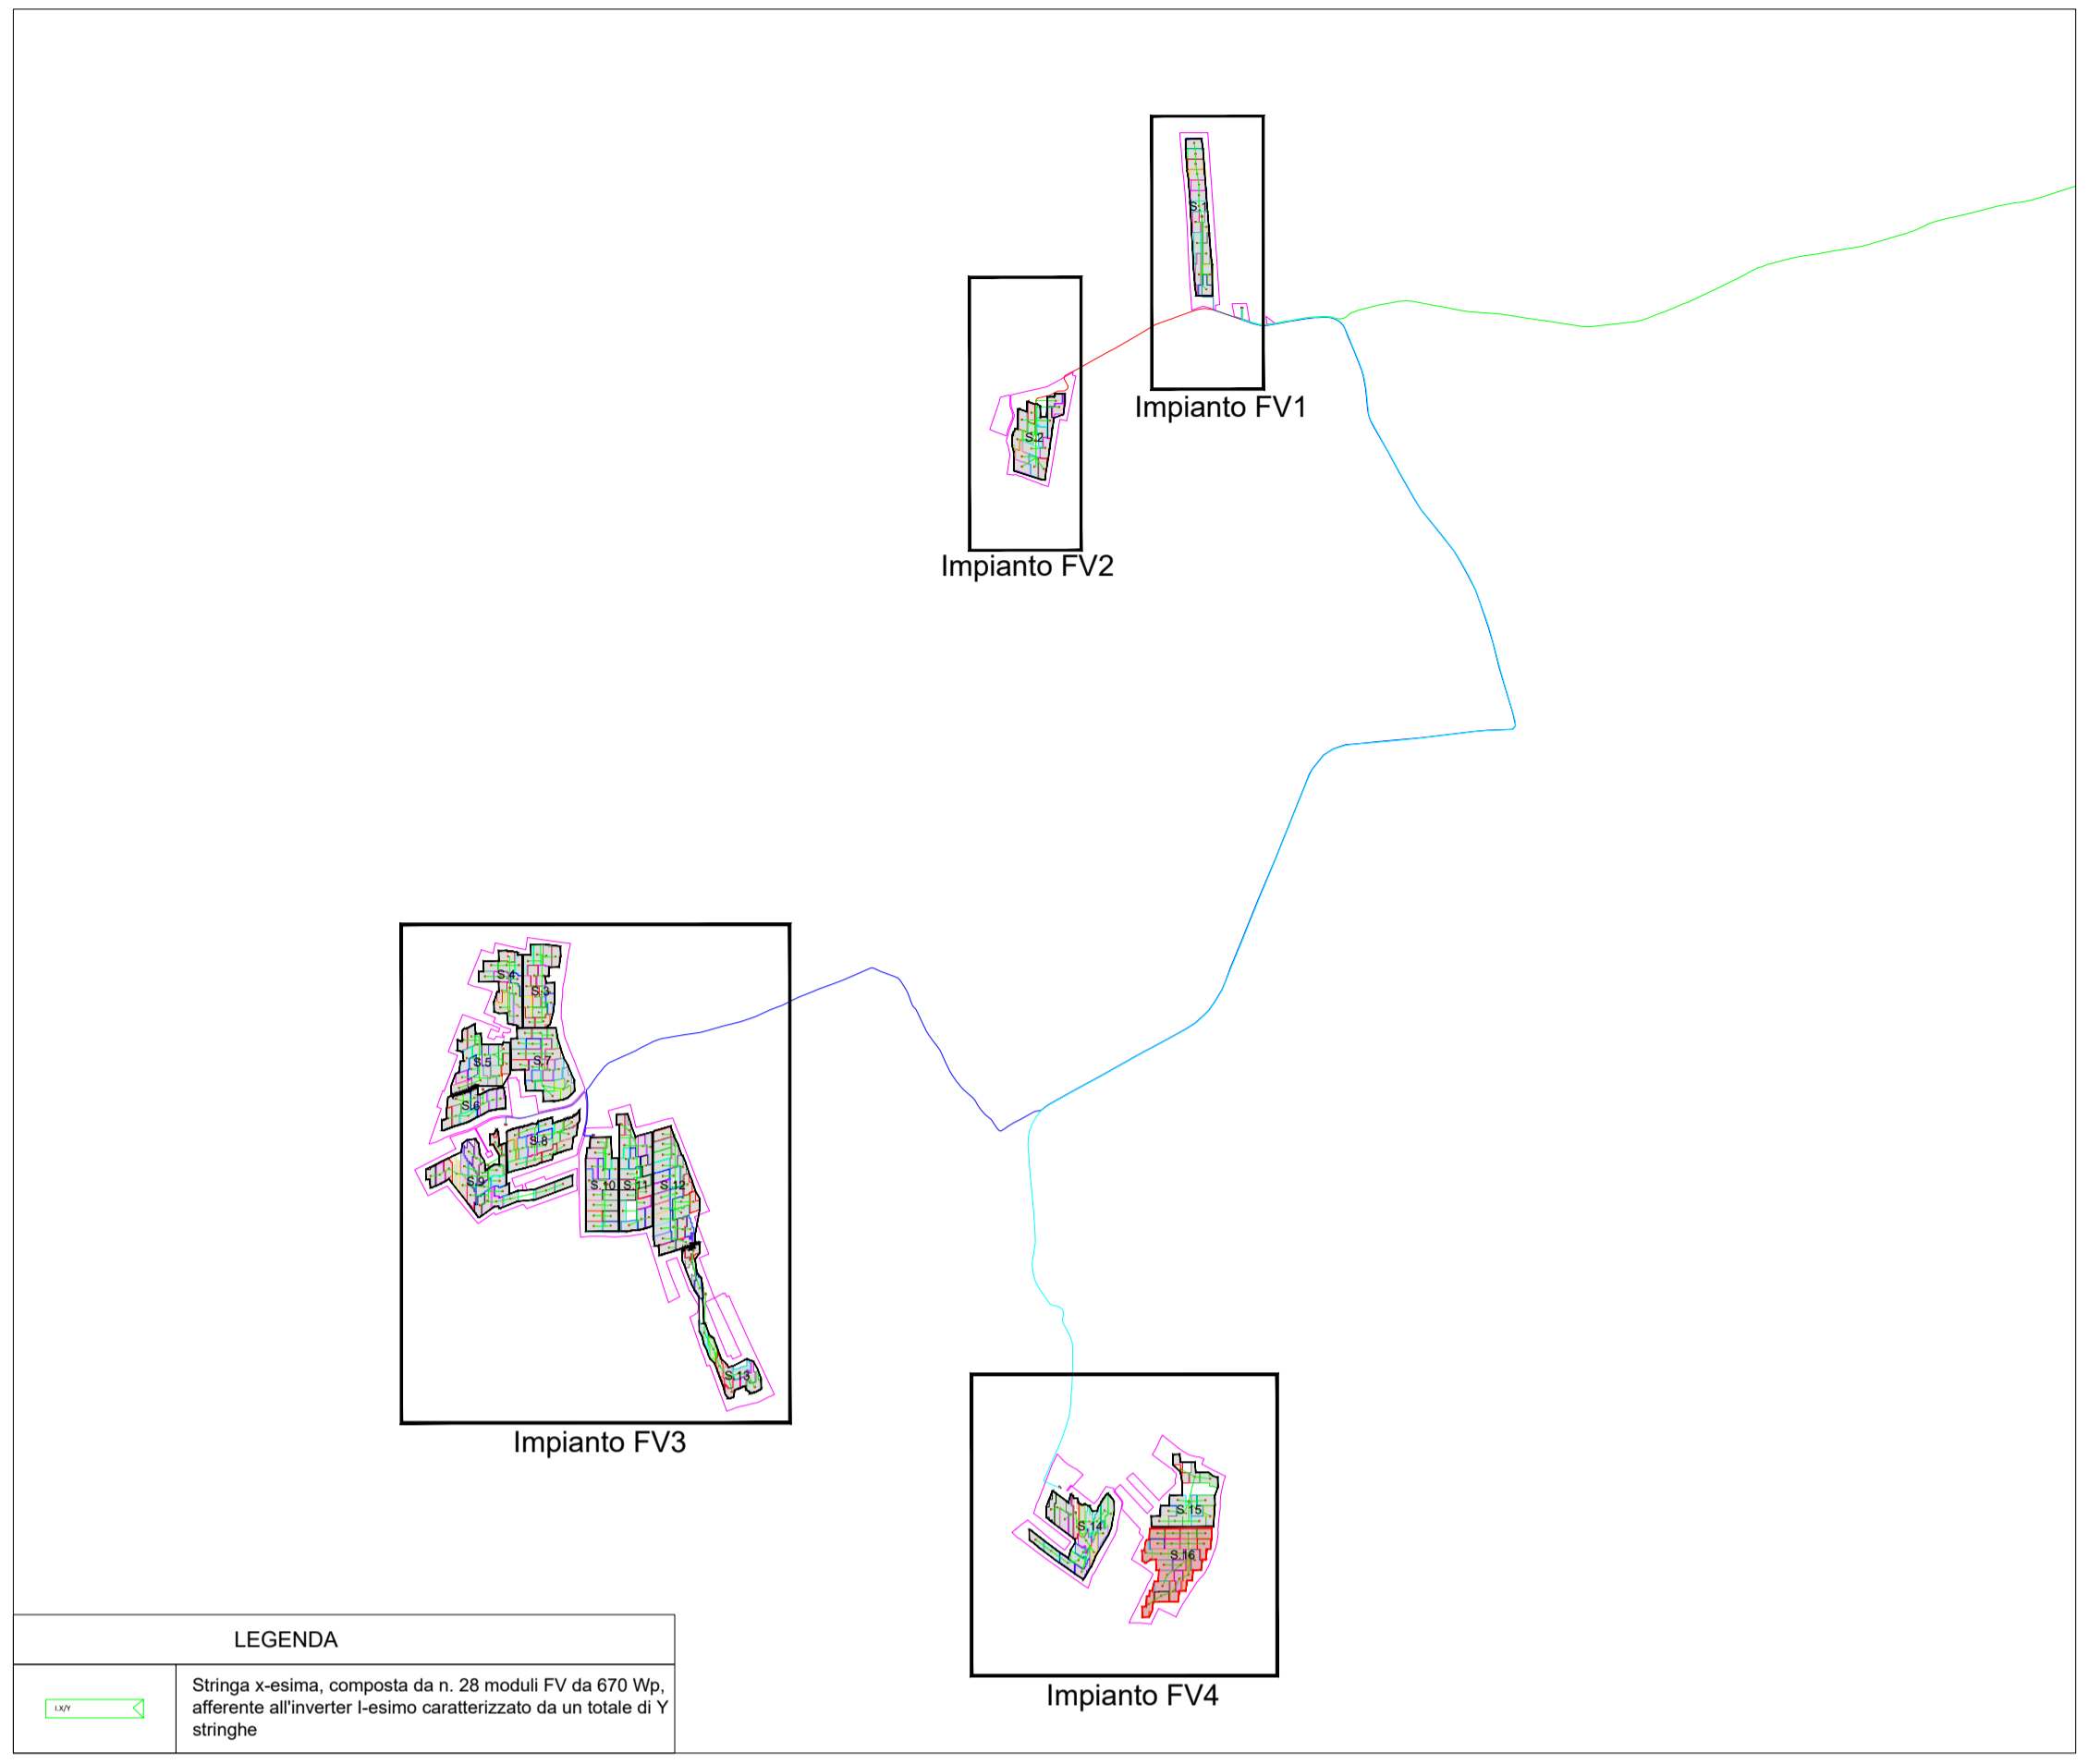 S.1
Impianto FV1
S.2
Impianto FV2
S.4
S.3
S.5
S.7
S.6
S.8
S.9
S.10
S.11
S.12
S.13
Impianto FV3
S.14
S.15
S.16
Impianto FV4
LEGENDA
I.X/Y
Stringa x-esima, composta da n. 28 moduli FV da 670 Wp,
afferente all'inverter I-esimo caratterizzato da un totale di Y
stringhe